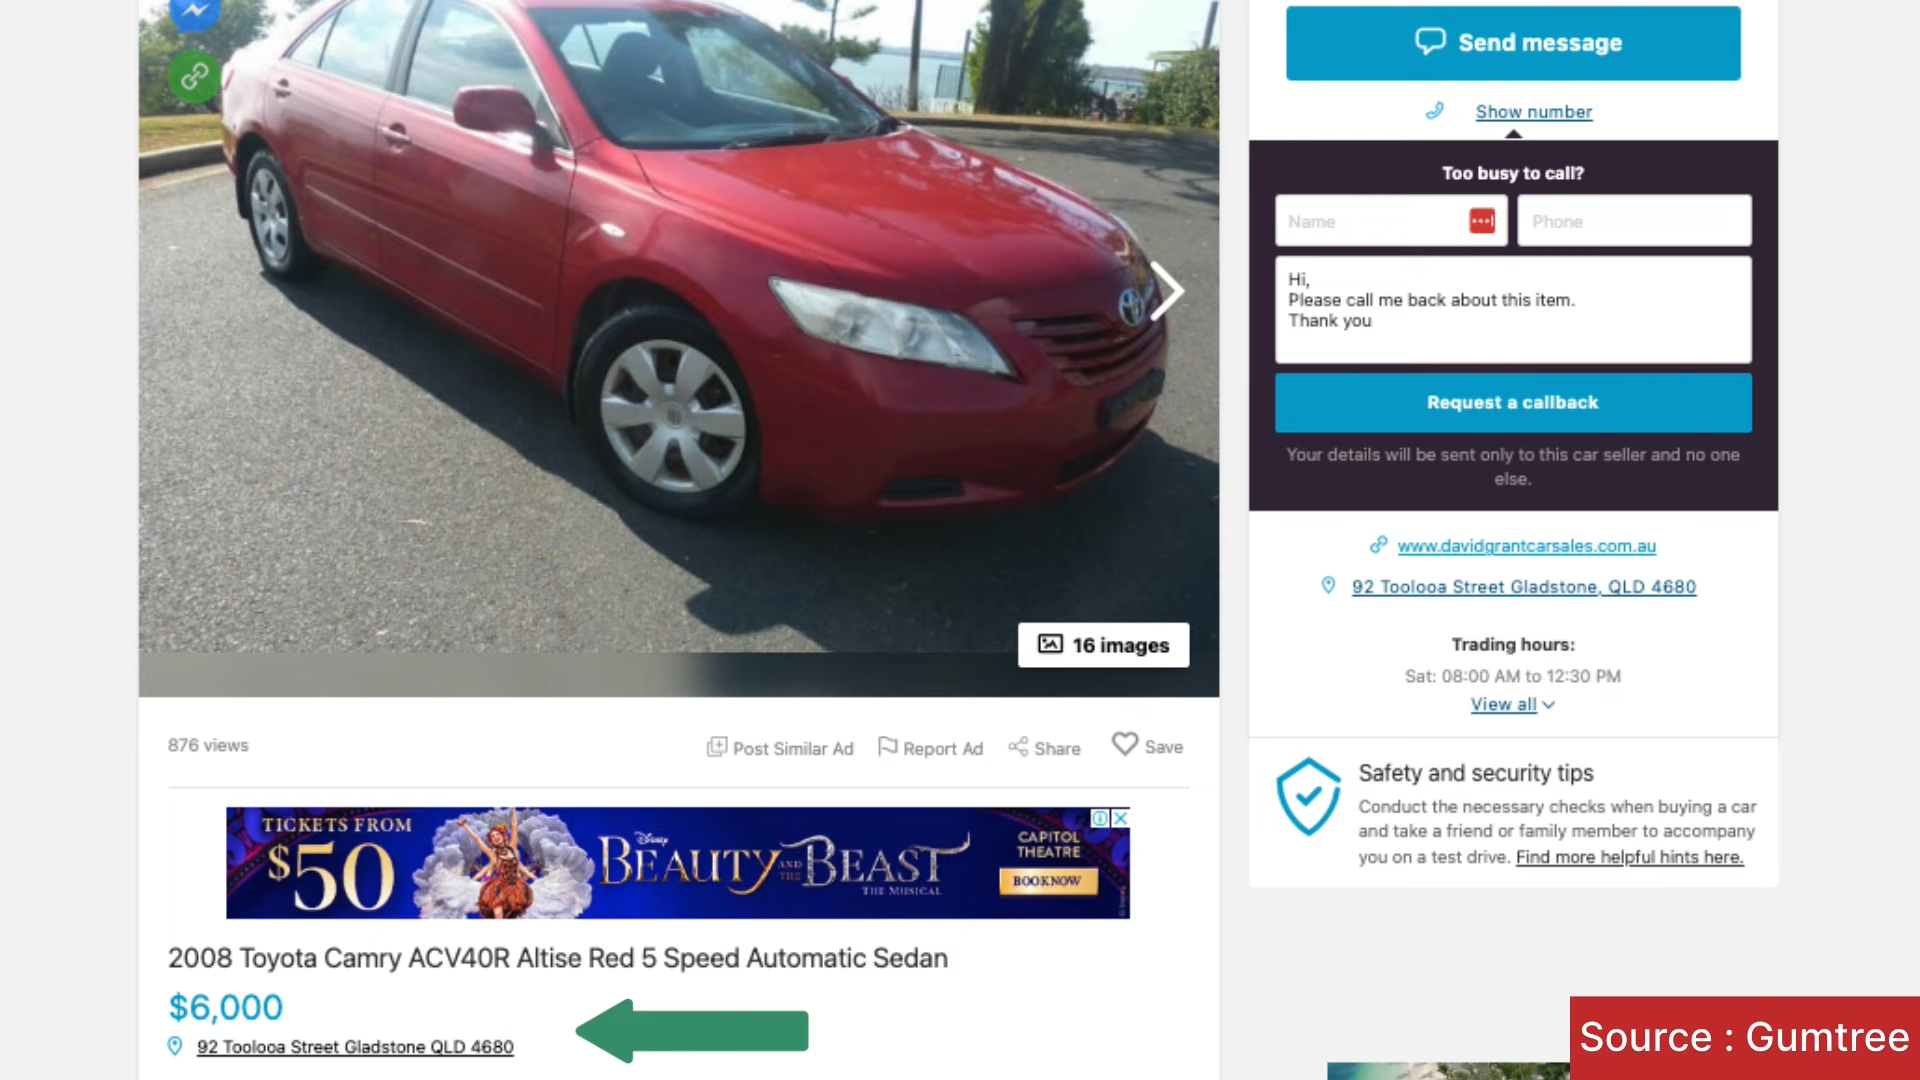 16 images
876 views
Post Similar Ad
Report Ad
Share
Save
TICKETS FROM
$50
Disney
BEAUTY AND THE BEAST
THE MUSICAL
CAPITOL
THEATRE
BOOK NOW
2008 Toyota Camry ACV40R Altise Red 5 Speed Automatic Sedan
$6,000
92 Toolooa Street Gladstone QLD 4680
Send message
Show number
Too busy to call?
Name
Phone
Hi,
Please call me back about this item.
Thank you
Request a callback
Your details will be sent only to this car seller and no one
else.
www.davidgrantcarsales.com.au
92 Toolooa Street Gladstone, QLD 4680
Trading hours:
Sat: 08:00 AM to 12:30 PM
View all
Safety and security tips
Conduct the necessary checks when buying a car
and take a friend or family member to accompany
you on a test drive. Find more helpful hints here.
Source : Gumtree